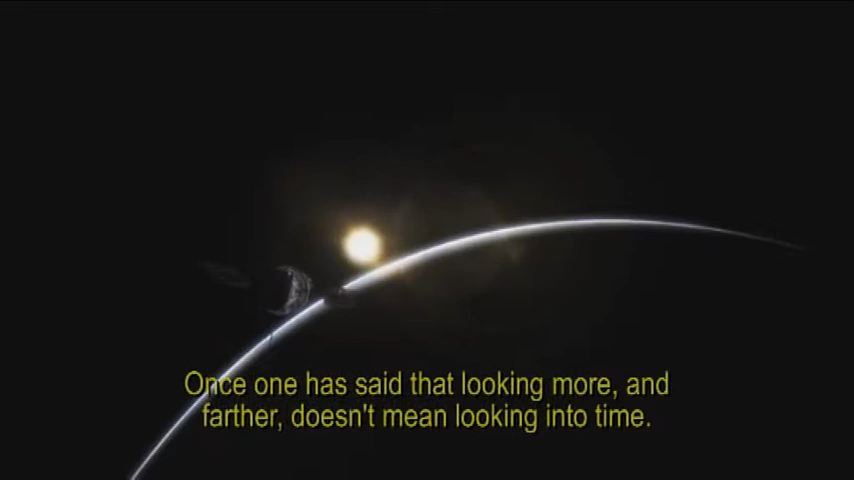 Once one has said that looking more, and
farther, doesn't mean looking into time.